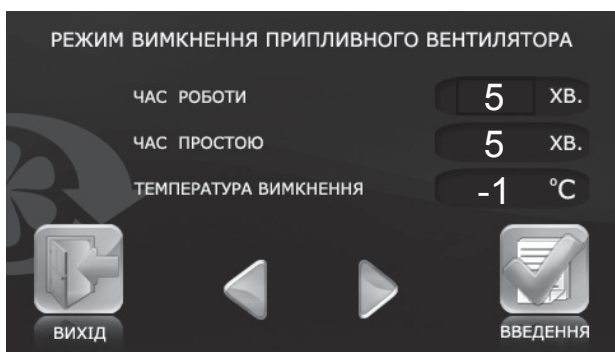 РЕЖИМ ВИМКНЕННЯ ПРИПЛИВНОГО ВЕНТИЛЯТОРА
ЧАС РОБОТИ 5 ХВ.
ЧАС ПРОСТОЮ 5 ХВ.
ТЕМПЕРАТУРА ВИМКНЕННЯ -1 °C
ВИХІД ВВЕДЕННЯ